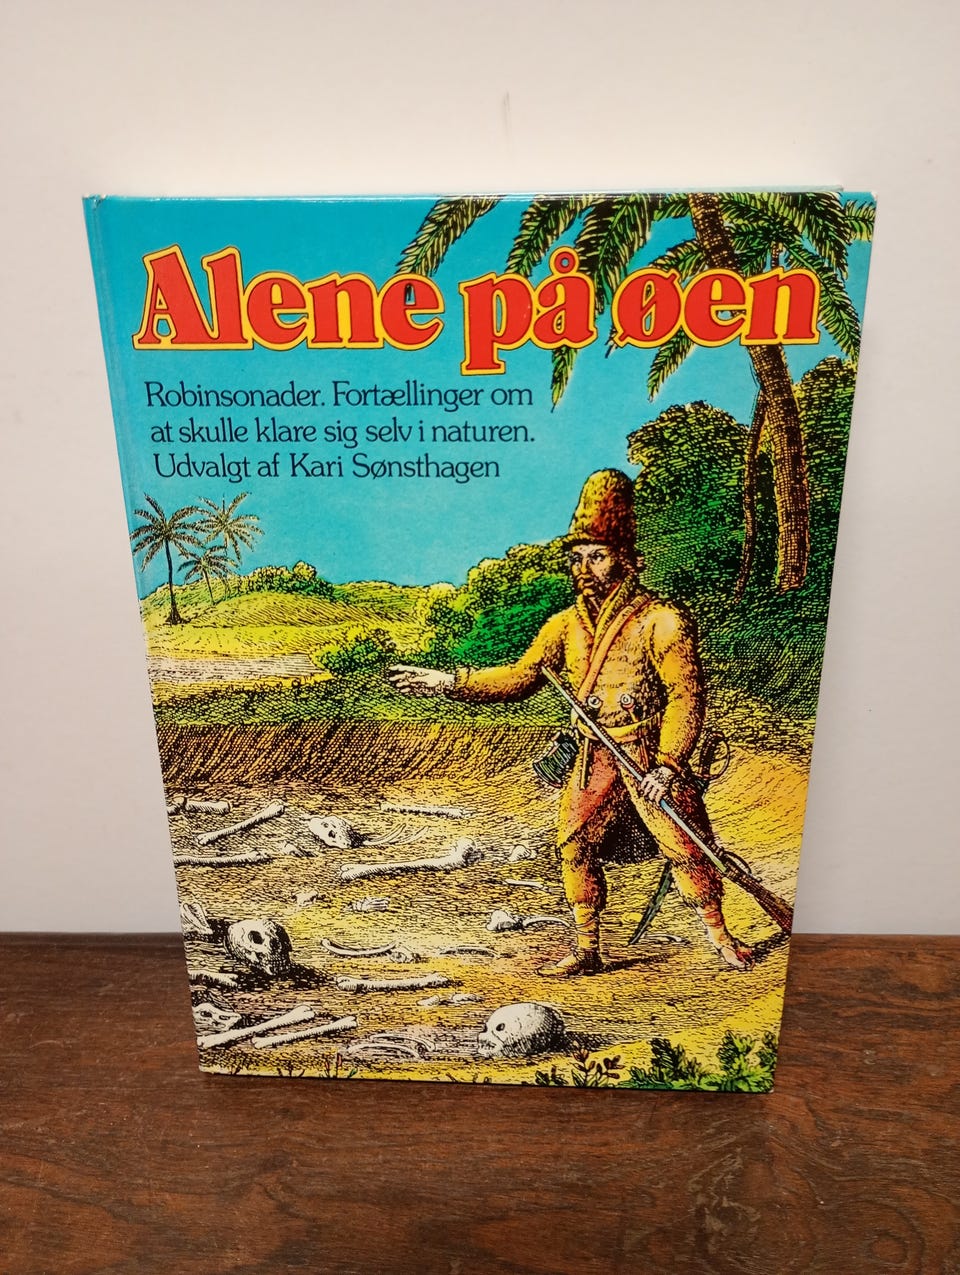 Alene på øen
Robinsonader. Fortællinger om
at skulle klare sig selv i naturen.
Udvalgt af Kari Sønsthagen